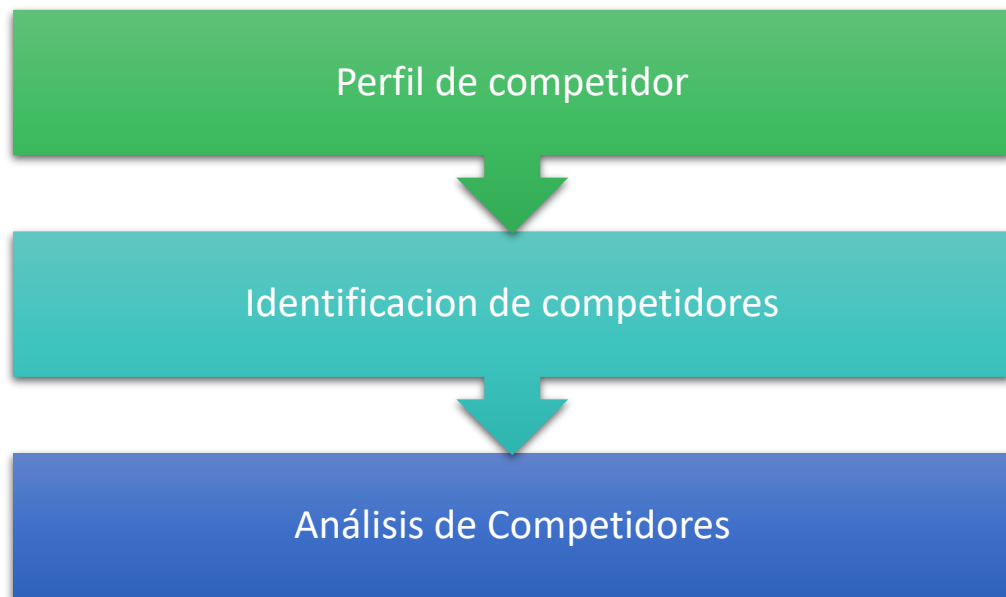 Perfil de competidor
Identificacion de competidores
Análisis de Competidores